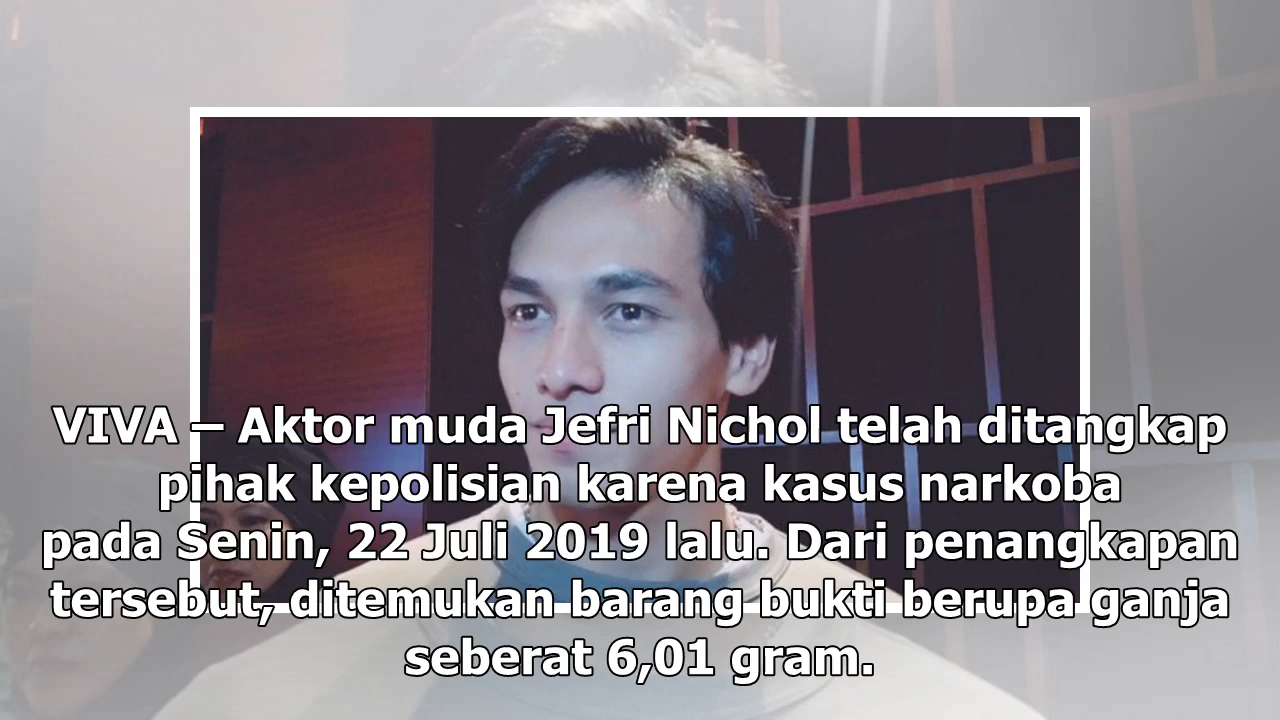 VIVA – Aktor muda Jefri Nichol telah ditangkap
pihak kepolisian karena kasus narkoba
pada Senin, 22 Juli 2019 lalu. Dari penangkapan
tersebut, ditemukan barang bukti berupa ganja
seberat 6,01 gram.